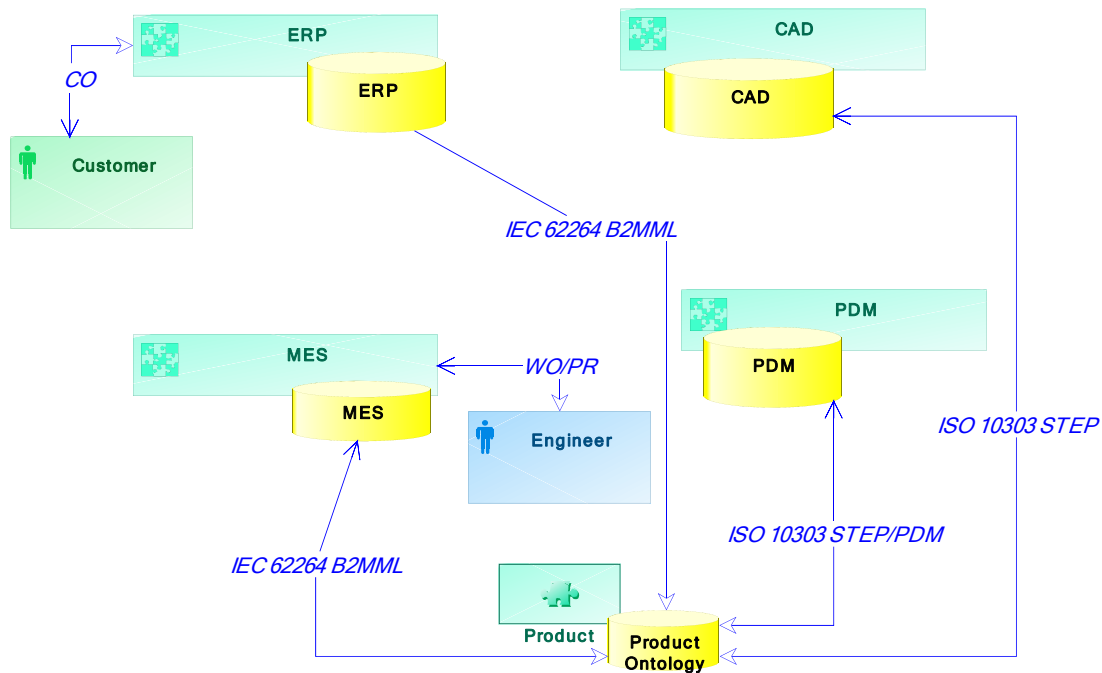 ERP
CAD
ERP
CAD
CO
Customer
IEC 62264 B2MML
PDM
MES
WO/PR
PDM
MES
Engineer
ISO 10303 STEP
ISO 10303 STEP/PDM
IEC 62264 B2MML
Product
Product
Ontology